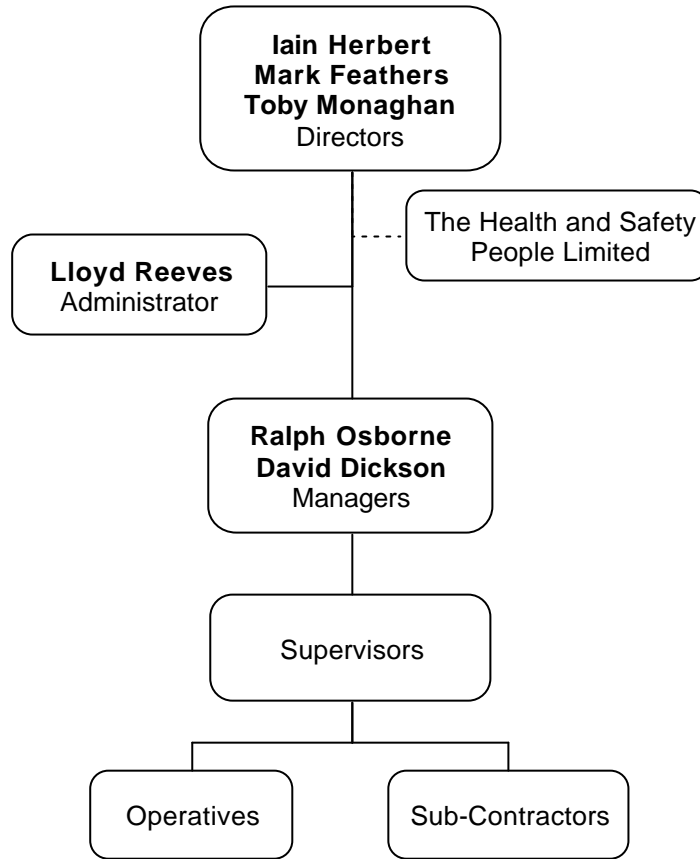 Iain Herbert
Mark Feathers
Toby Monaghan
Directors
The Health and Safety
People Limited
Lloyd Reeves
Administrator
Ralph Osborne
David Dickson
Managers
Supervisors
Operatives
Sub-Contractors